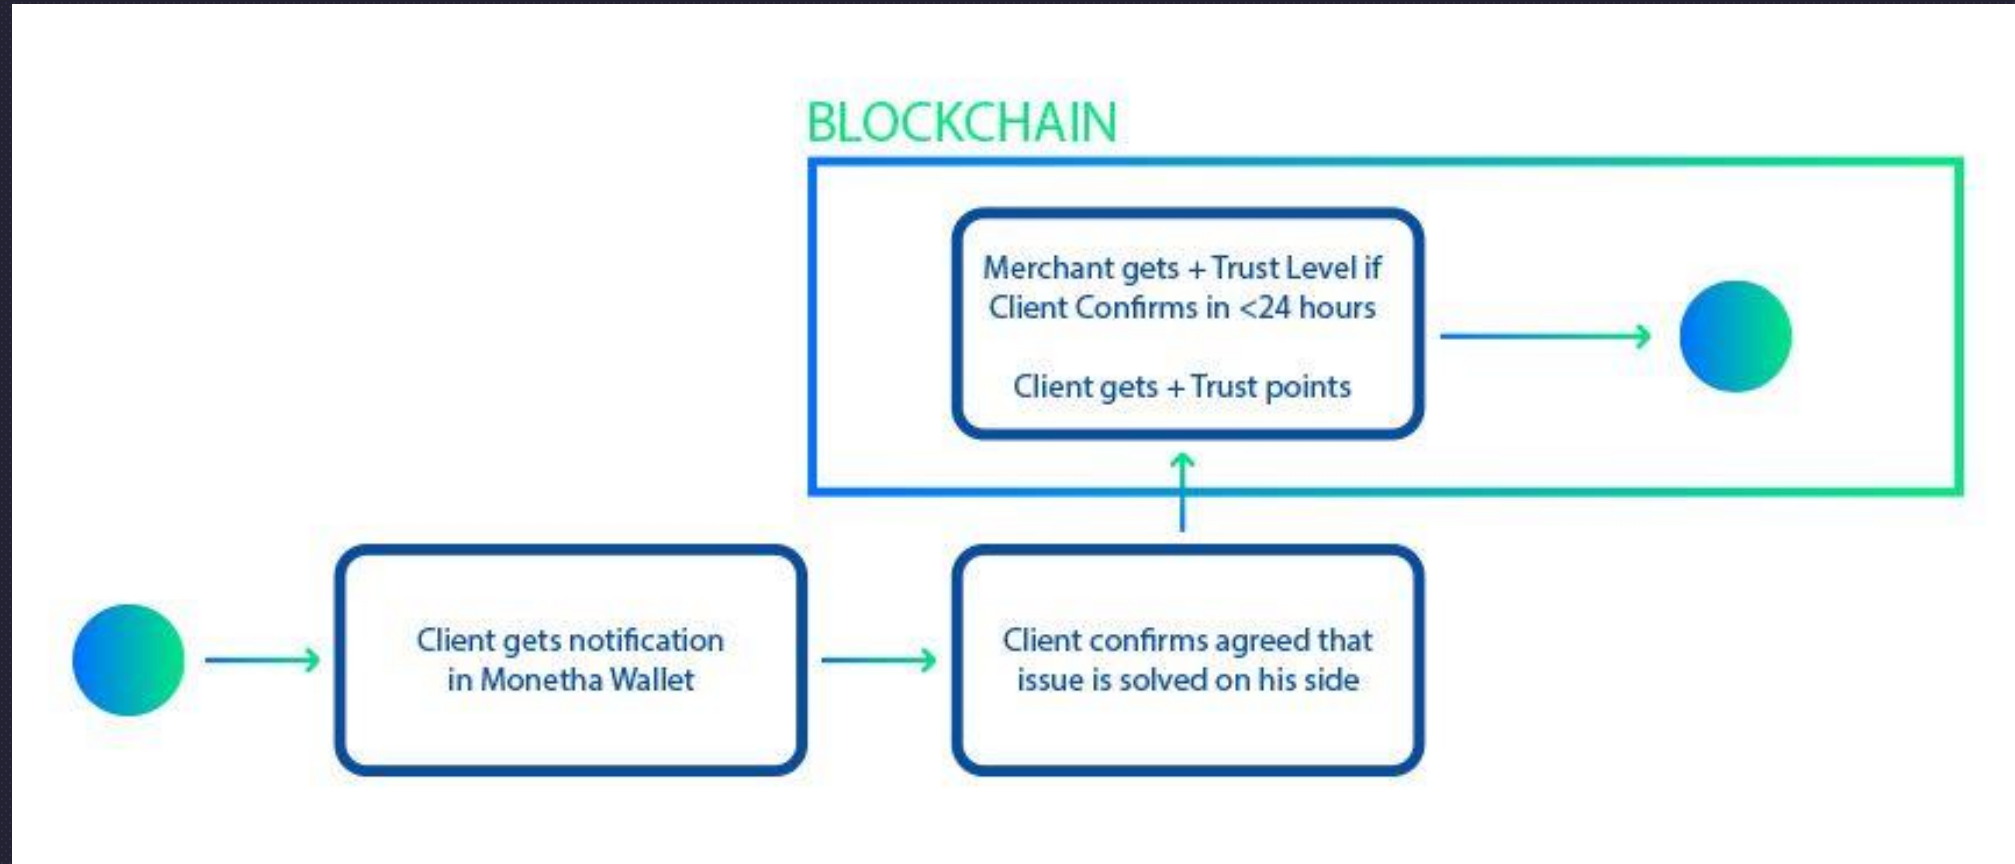 BLOCKCHAIN
Merchant gets + Trust Level if
Client Confirms in <24 hours
Client gets + Trust points
Client gets notification
in Monetha Wallet
Client confirms agreed that
issue is solved on his side